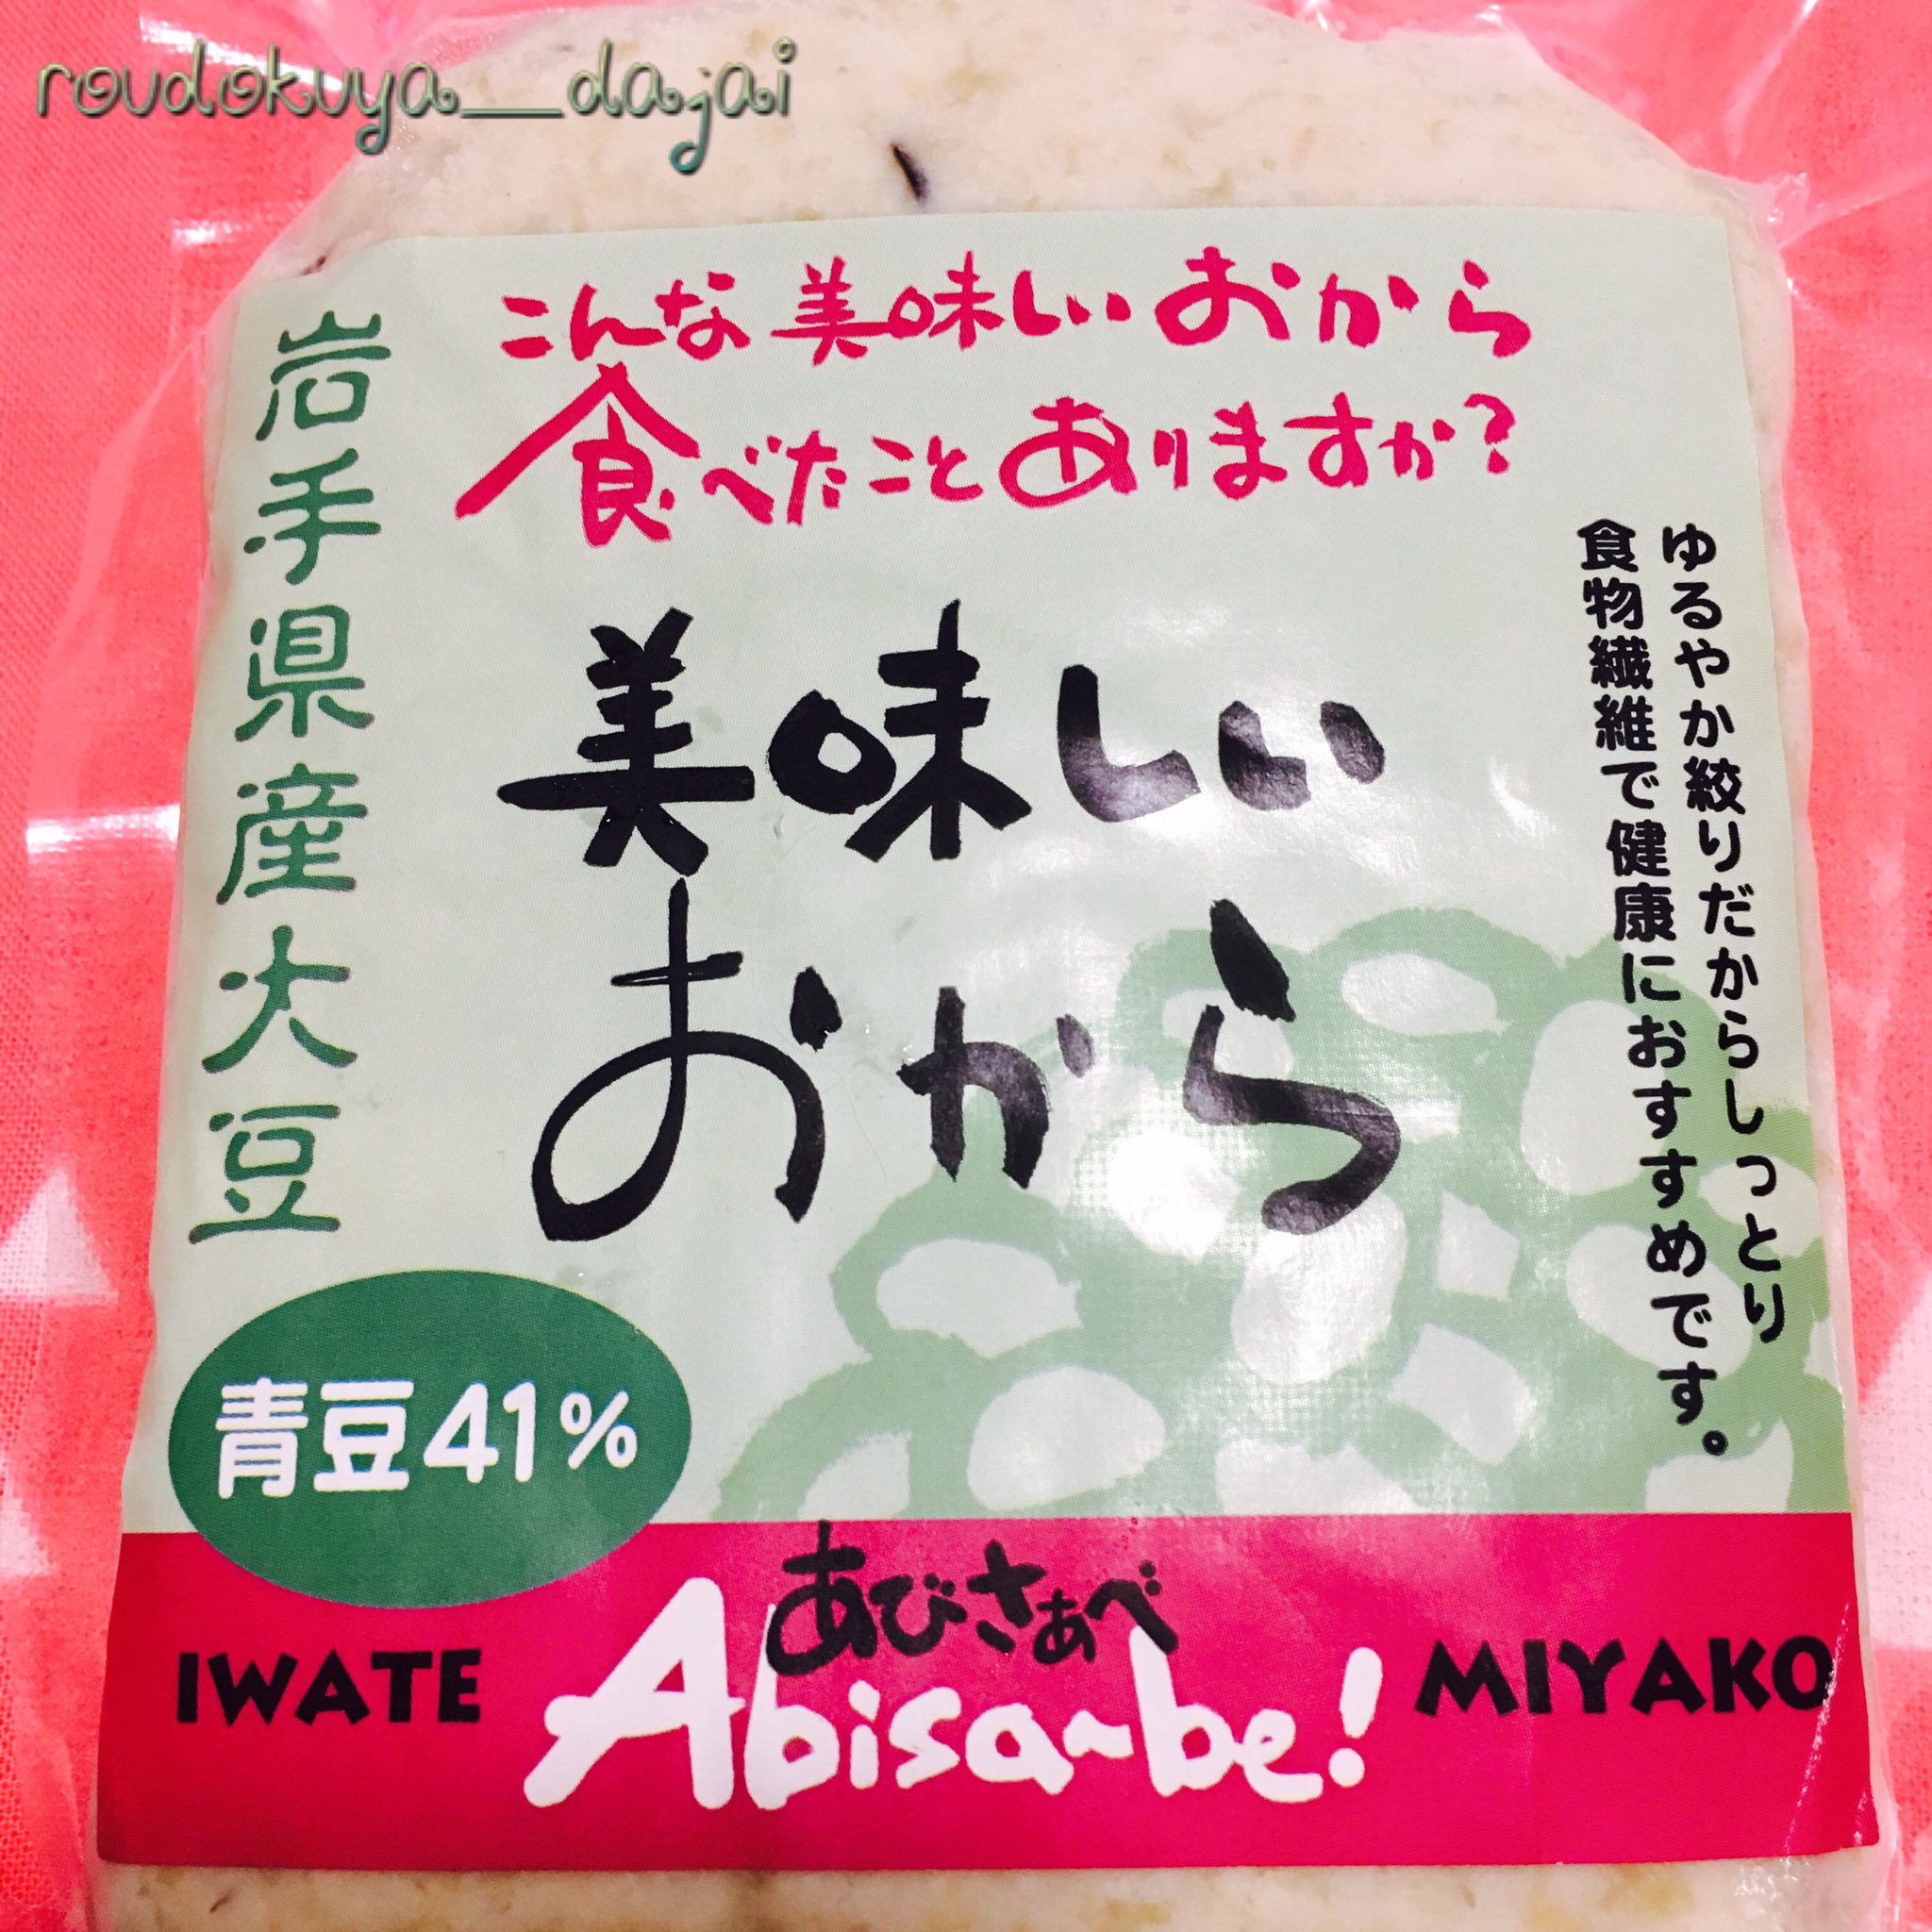 roudokuya__dajai
こんな美味しいおから
食べたことありますか?
岩手県産大豆
ゆるやか絞りだからしっとり
食物繊維で健康におすすめです。
美味しい
おから
青豆41%
あびさぁべ
IWATE Abisa~be! MIYAKO